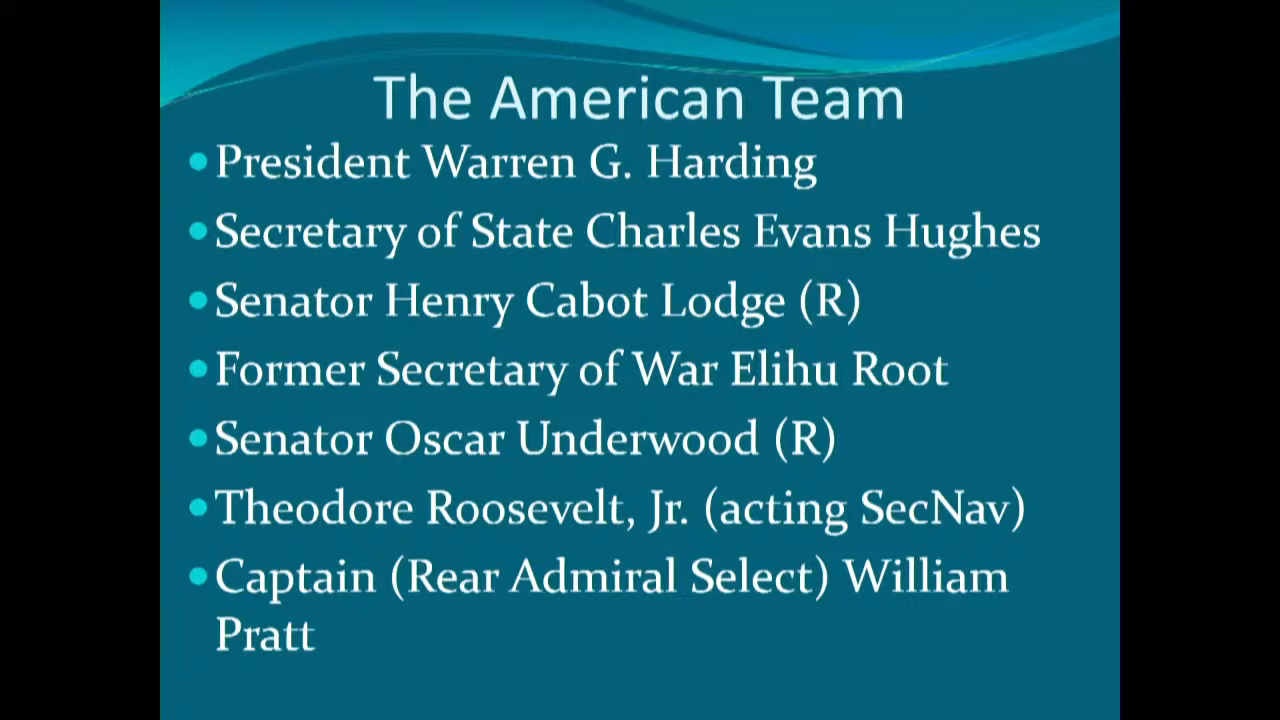 The American Team
• President Warren G. Harding
• Secretary of State Charles Evans Hughes
• Senator Henry Cabot Lodge (R)
• Former Secretary of War Elihu Root
• Senator Oscar Underwood (R)
• Theodore Roosevelt, Jr. (acting SecNav)
• Captain (Rear Admiral Select) William
Pratt